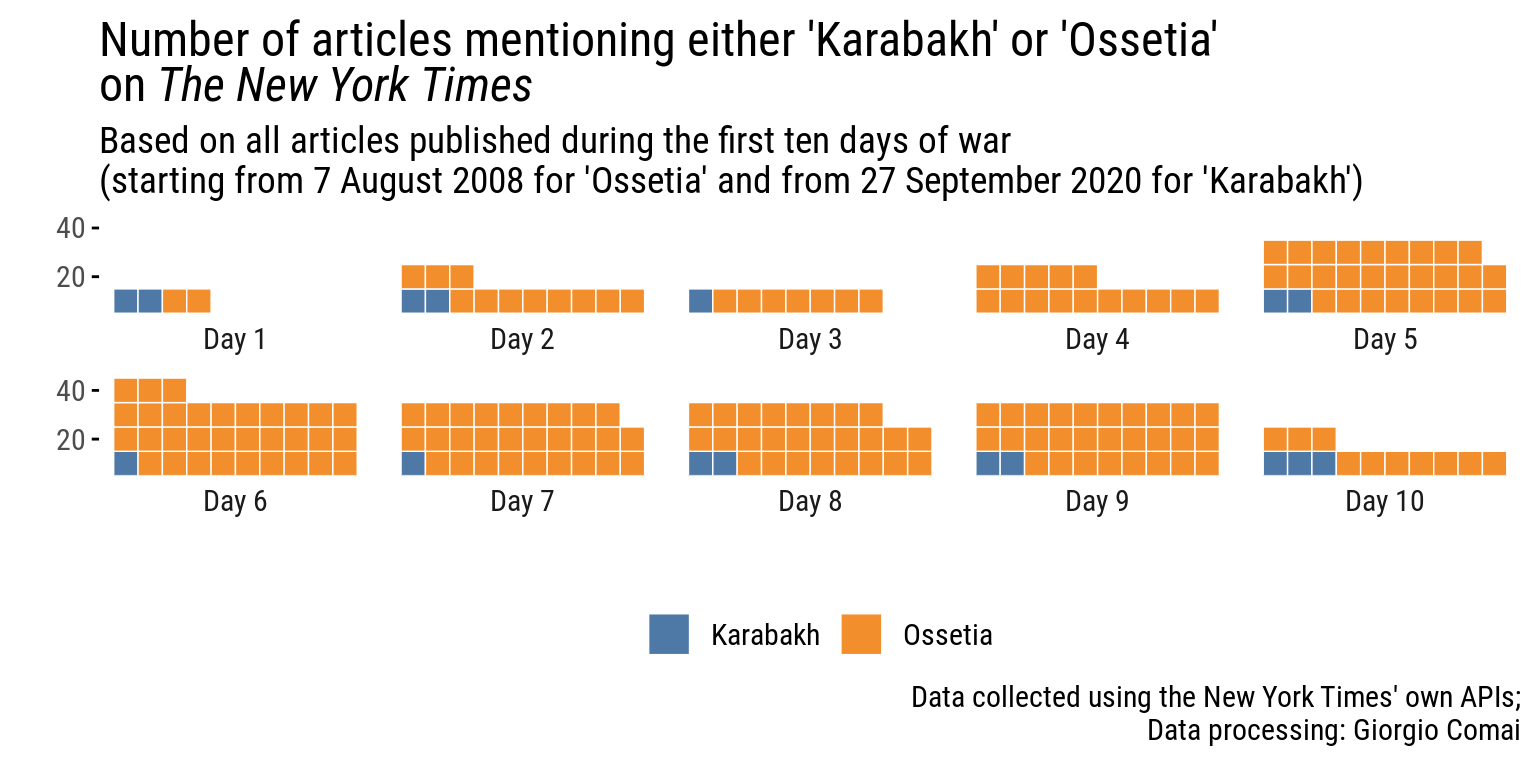 Number of articles mentioning either 'Karabakh' or 'Ossetia'
on The New York Times
Based on all articles published during the first ten days of war
(starting from 7 August 2008 for 'Ossetia' and from 27 September 2020 for 'Karabakh')
40
20
Day 1 Day 2 Day 3 Day 4 Day 5
40
20
Day 6 Day 7 Day 8 Day 9 Day 10
Karabakh Ossetia
Data collected using the New York Times' own APIs;
Data processing: Giorgio Comai